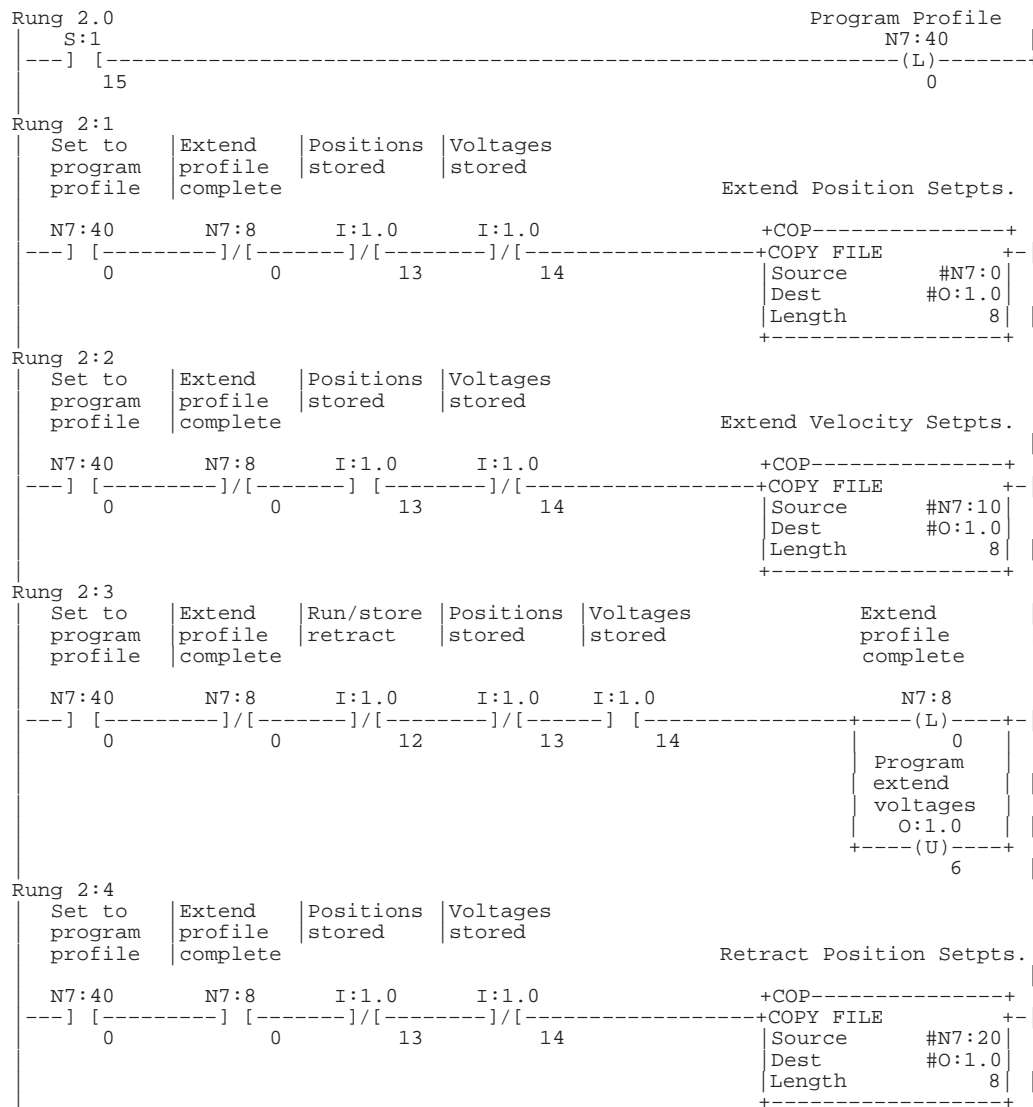 Rung 2.0                                                      Program Profile
|   S:1                                                             N7:40      |
|---] [--------------------------------------------------------------(L)-------+
|      15                                                              0
|
Rung 2:1
|  Set to   |Extend   |Positions |Voltages
|  program  |profile  |stored    |stored
|  profile  |complete                                  Extend Position Setpts.
|
|  N7:40       N7:8      I:1.0      I:1.0                 +COP---------------+
|---] [---------]/[-------]/[--------]/[------------------+COPY FILE         +-|
|      0           0         13         14                |Source       #N7:0|
|                                                         |Dest        #O:1.0|
|                                                         |Length           8| |
|                                                         +------------------+
Rung 2:2
|  Set to   |Extend   |Positions |Voltages
|  program  |profile  |stored    |stored
|  profile  |complete                                  Extend Velocity Setpts.
|                                                                              |
|  N7:40       N7:8      I:1.0      I:1.0                 +COP---------------+
|---] [---------]/[-------] [--------]/[------------------+COPY FILE         +-|
|      0           0         13         14                |Source      #N7:10|
|                                                         |Dest        #O:1.0|
|                                                         |Length           8| |
|                                                         +------------------+
Rung 2:3
|  Set to   |Extend   |Run/store |Positions |Voltages             Extend       |
|  program  |profile  |retract   |stored    |stored               profile
|  profile  |complete                                             complete
|
|  N7:40       N7:8      I:1.0      I:1.0    I:1.0                   N7:8
|---] [---------]/[-------]/[--------]/[------] [----------------+----(L)----+-|
|      0           0         12         13       14              |       0   |
|                                                                | Program   |
|                                                                | extend    | |
|                                                                | voltages  |
|                                                                |   O:1.0   | |
|                                                                +----(U)----+
|                                                                        6     |
Rung 2:4
|  Set to   |Extend   |Positions |Voltages
|  program  |profile  |stored    |stored
|  profile  |complete                                  Retract Position Setpts.
|                                                                              |
|  N7:40       N7:8      I:1.0      I:1.0                 +COP---------------+
|---] [---------] [-------]/[--------]/[------------------+COPY FILE         +-|
|      0           0         13         14                |Source      #N7:20|
|                                                         |Dest        #O:1.0|
|                                                         |Length           8| |
|                                                         +------------------+